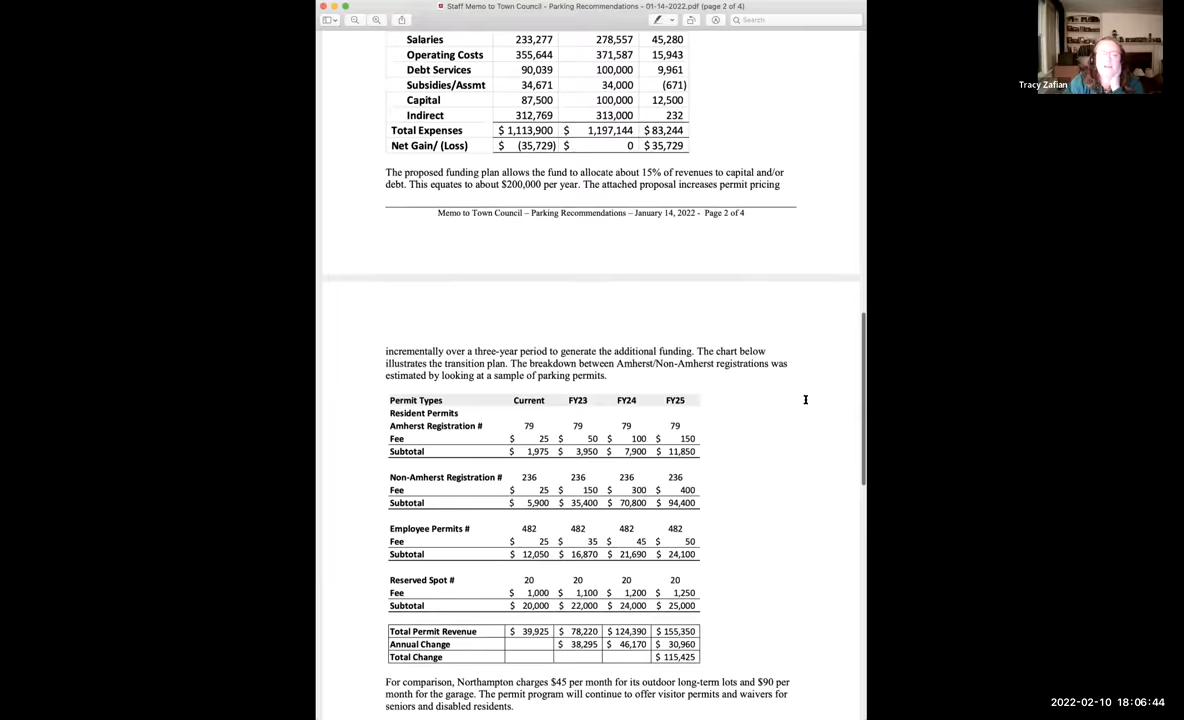 Staff Memo to Town Council - Parking Recommendations - 01-14-2022.pdf (page 2 of 4)
Search
Salaries 233,277 278,557 45,280
Operating Costs 355,644 371,587 15,943
Debt Services 90,039 100,000 9,961
Subsidies/Assmt 34,671 34,000 (671)
Capital 87,500 100,000 12,500
Indirect 312,769 313,000 232
Total Expenses $ 1,113,900 $ 1,197,144 $ 83,244
Net Gain/ (Loss) $ (35,729) $ 0 $ 35,729
The proposed funding plan allows the fund to allocate about 15% of revenues to capital and/or
debt. This equates to about $200,000 per year. The attached proposal increases permit pricing
Memo to Town Council – Parking Recommendations – January 14, 2022 - Page 2 of 4
incrementally over a three-year period to generate the additional funding. The chart below
illustrates the transition plan. The breakdown between Amherst/Non-Amherst registrations was
estimated by looking at a sample of parking permits.
Permit Types Current FY23 FY24 FY25
Resident Permits
Amherst Registration # 79 79 79 79
Fee $ 25 $ 50 $ 100 $ 150
Subtotal $ 1,975 $ 3,950 $ 7,900 $ 11,850
Non-Amherst Registration # 236 236 236 236
Fee $ 25 $ 150 $ 300 $ 400
Subtotal $ 5,900 $ 35,400 $ 70,800 $ 94,400
Employee Permits # 482 482 482 482
Fee $ 25 $ 35 $ 45 $ 50
Subtotal $ 12,050 $ 16,870 $ 21,690 $ 24,100
Reserved Spot # 20 20 20 20
Fee $ 1,000 $ 1,100 $ 1,200 $ 1,250
Subtotal $ 20,000 $ 22,000 $ 24,000 $ 25,000
Total Permit Revenue $ 39,925 $ 78,220 $ 124,390 $ 155,350
Annual Change $ 38,295 $ 46,170 $ 30,960
Total Change $ 115,425
For comparison, Northampton charges $45 per month for its outdoor long-term lots and $90 per
month for the garage. The permit program will continue to offer visitor permits and waivers for
seniors and disabled residents.
Tracy Zafian
2022-02-10 18:06:44